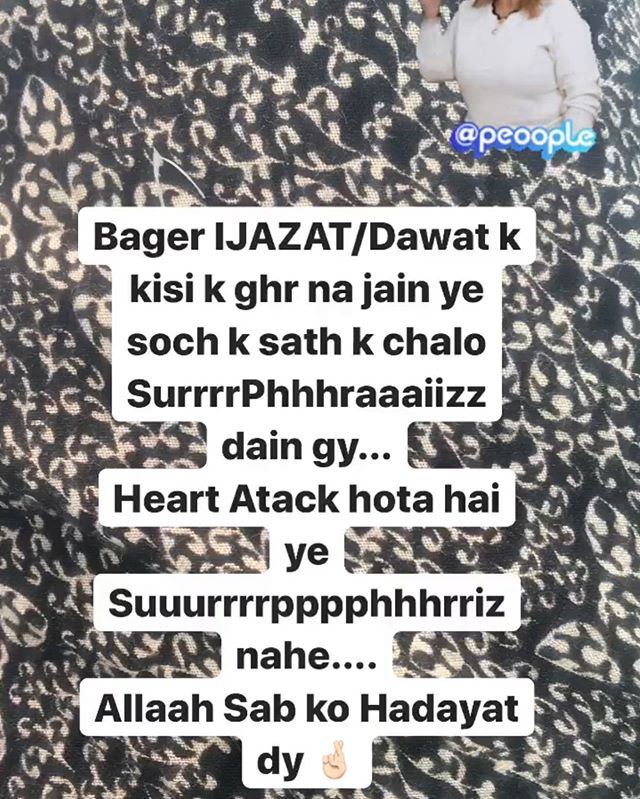 @peoople
Bager IJAZAT/Dawat k
kisi k ghr na jain ye
soch k sath k chalo
SurrrrPhhhraaaiizz
dain gy...
Heart Atack hota hai
ye
Suuurrrrpppphhhrriz
nahe....
Allaah Sab ko Hadayat
dy 🤞🏻